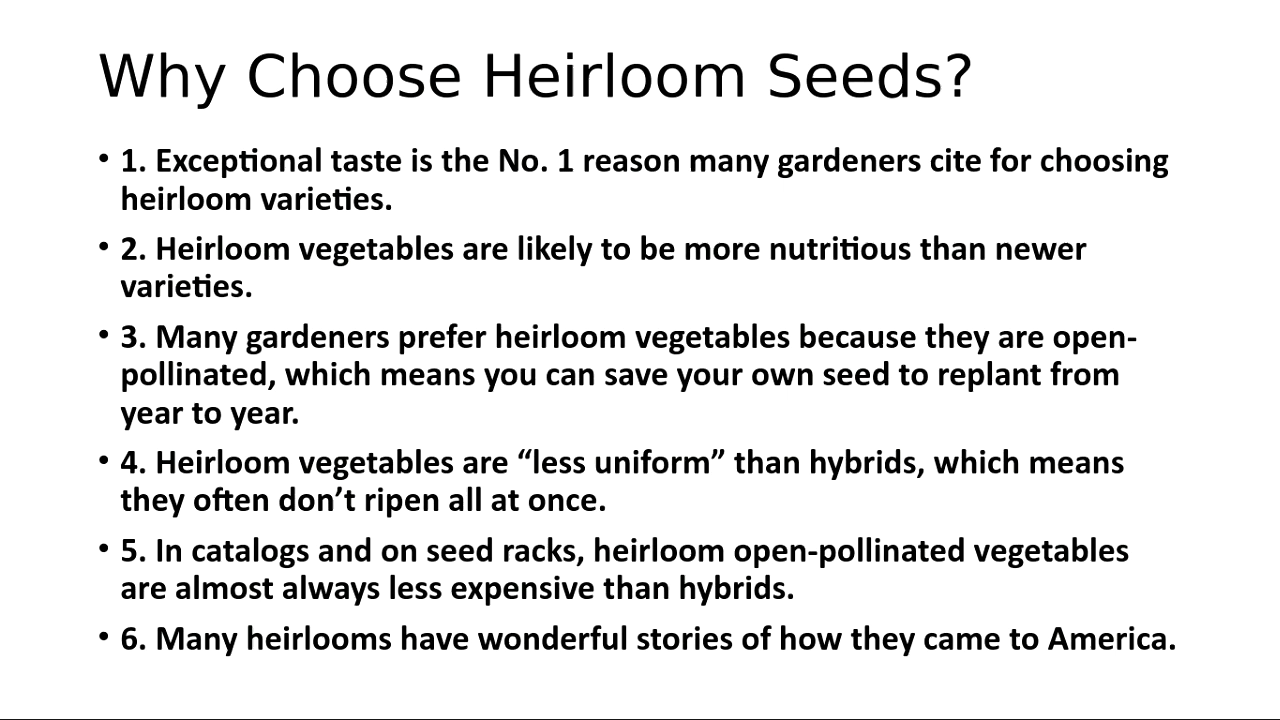 Why Choose Heirloom Seeds?
• 1. Exceptional taste is the No. 1 reason many gardeners cite for choosing
heirloom varieties.
• 2. Heirloom vegetables are likely to be more nutritious than newer
varieties.
• 3. Many gardeners prefer heirloom vegetables because they are open-
pollinated, which means you can save your own seed to replant from
year to year.
• 4. Heirloom vegetables are “less uniform” than hybrids, which means
they often don’t ripen all at once.
• 5. In catalogs and on seed racks, heirloom open-pollinated vegetables
are almost always less expensive than hybrids.
• 6. Many heirlooms have wonderful stories of how they came to America.